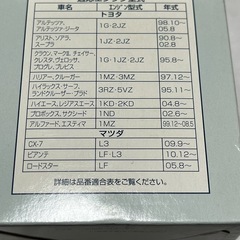 トヨタ
車名 エンジン型式 年式
アルテッツァ、 1G・2JZ 98.10～
アルテッツァ・ジータ 05.8
アリスト、ソアラ、 1JZ・2JZ 90.8～
スープラ 02.8
クラウン、マークⅡ、チェイサー、
クレスタ、ヴェロッサ、 1G・1JZ・2JZ 95.8～
プログレ、ブレビス
ハリアー、クルーガー 1MZ・3MZ 97.12～
ハイラックス・サーフ、 3RZ・5VZ 95.11～
ランドクルーザー プラド
ハイエース、レジアスエース 1KD・2KD 04.8～
プロボックス、サクシード 1ND 02.6～
アルファード、エスティマ 1MZ 99.12～08.5
マツダ
CX-7 L3 09.9～
ビアンテ LF・L3 10.12～
ロードスター LF 05.8～
詳細は品番適合表をご覧ください。